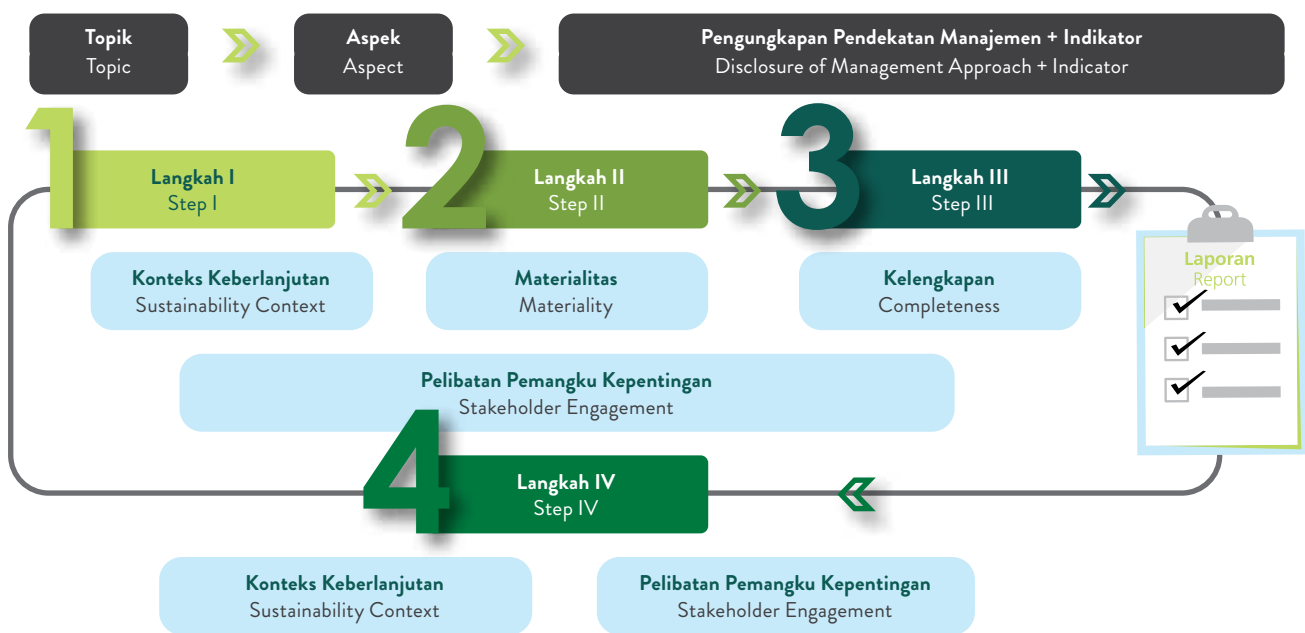 Topik
Topic
Aspek
Aspect
Pengungkapan Pendekatan Manajemen + Indikator
Disclosure of Management Approach + Indicator
1
Langkah I
Step I
2
Langkah II
Step II
3
Langkah III
Step III
Konteks Keberlanjutan
Sustainability Context
Materialitas
Materiality
Kelengkapan
Completeness
Laporan
Report
Pelibatan Pemangku Kepentingan
Stakeholder Engagement
4
Langkah IV
Step IV
Konteks Keberlanjutan
Sustainability Context
Pelibatan Pemangku Kepentingan
Stakeholder Engagement